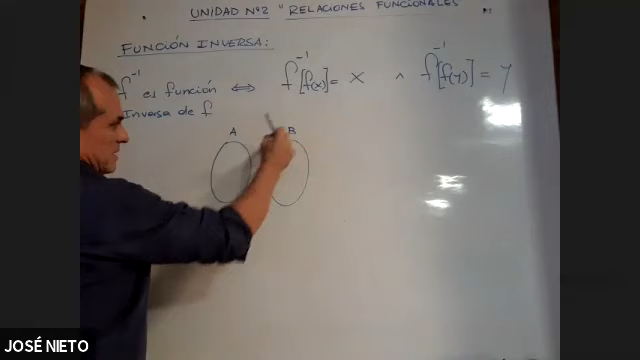 UNIDAD Nº2 "RELACIONES FUNCIONALES".
FUNCIÓN INVERSA:
f⁻¹ es función ⇔ f⁻¹[f(x)] = x ∧ f⁻¹[f(y)] = y
Inversa de f
A B
JOSÉ NIETO